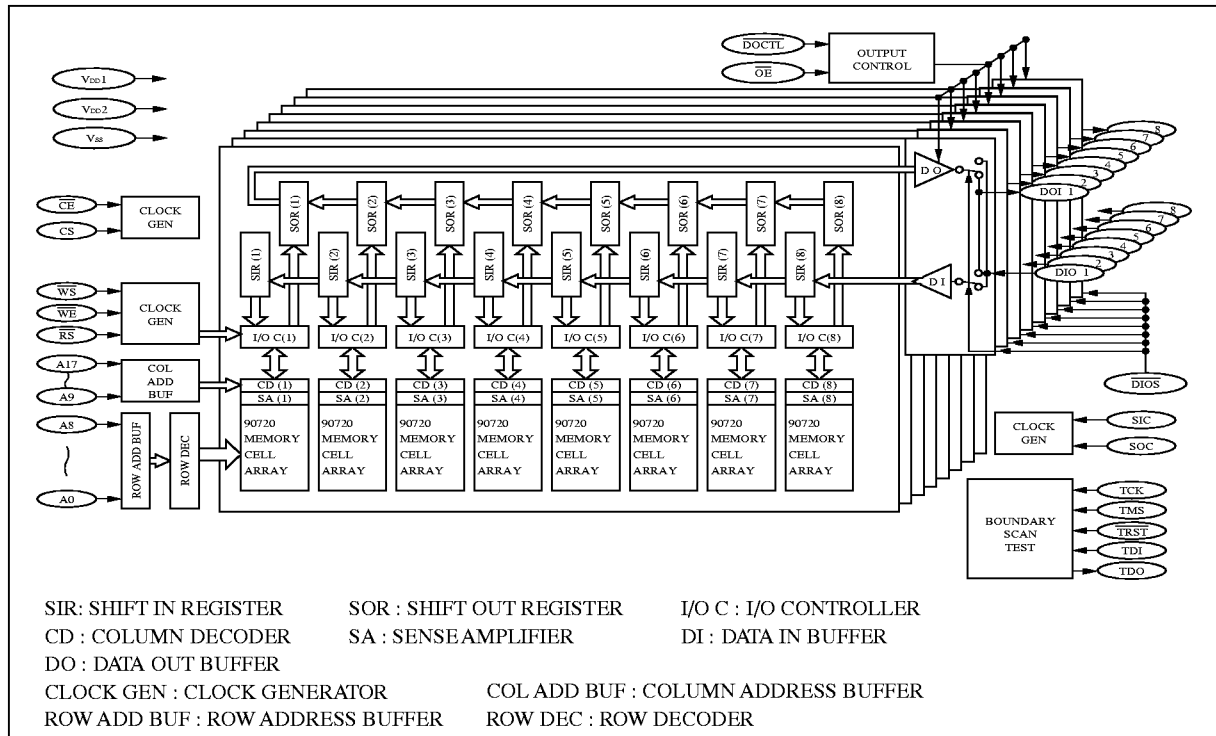 DOCTL
OE
OUTPUT
CONTROL
VDD1
VDD2
VSS
CE
CS
CLOCK
GEN
WS
WE
RS
CLOCK
GEN
A17
A9
COL
ADD
BUF
A8
A0
ROW ADD BUF
ROW DEC
SOR (1) SOR (2) SOR (3) SOR (4) SOR (5) SOR (6) SOR (7) SOR (8)
SIR (1) SIR (2) SIR (3) SIR (4) SIR (5) SIR (6) SIR (7) SIR (8)
I/O C(1) I/O C(2) I/O C(3) I/O C(4) I/O C(5) I/O C(6) I/O C(7) I/O C(8)
CD (1) CD (2) CD (3) CD (4) CD (5) CD (6) CD (7) CD (8)
SA (1) SA (2) SA (3) SA (4) SA (5) SA (6) SA (7) SA (8)
90720 90720 90720 90720 90720 90720 90720 90720
MEMORY MEMORY MEMORY MEMORY MEMORY MEMORY MEMORY MEMORY
CELL CELL CELL CELL CELL CELL CELL CELL
ARRAY ARRAY ARRAY ARRAY ARRAY ARRAY ARRAY ARRAY
DO
DI
8
7
6
5
4
3
2
DOI 1
8
7
6
5
4
3
2
DIO 1
DIOS
CLOCK
GEN
SIC
SOC
BOUNDARY
SCAN
TEST
TCK
TMS
TRST
TDI
TDO
SIR: SHIFT IN REGISTER SOR : SHIFT OUT REGISTER I/O C : I/O CONTROLLER
CD : COLUMN DECODER SA : SENSE AMPLIFIER DI : DATA IN BUFFER
DO : DATA OUT BUFFER
CLOCK GEN : CLOCK GENERATOR COL ADD BUF : COLUMN ADDRESS BUFFER
ROW ADD BUF : ROW ADDRESS BUFFER ROW DEC : ROW DECODER